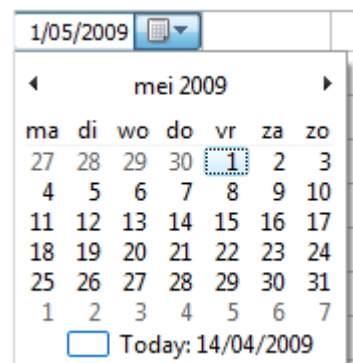 1/05/2009
mei 2009
ma di wo do vr za zo
27 28 29 30 1 2 3
4 5 6 7 8 9 10
11 12 13 14 15 16 17
18 19 20 21 22 23 24
25 26 27 28 29 30 31
1 2 3 4 5 6 7
Today: 14/04/2009